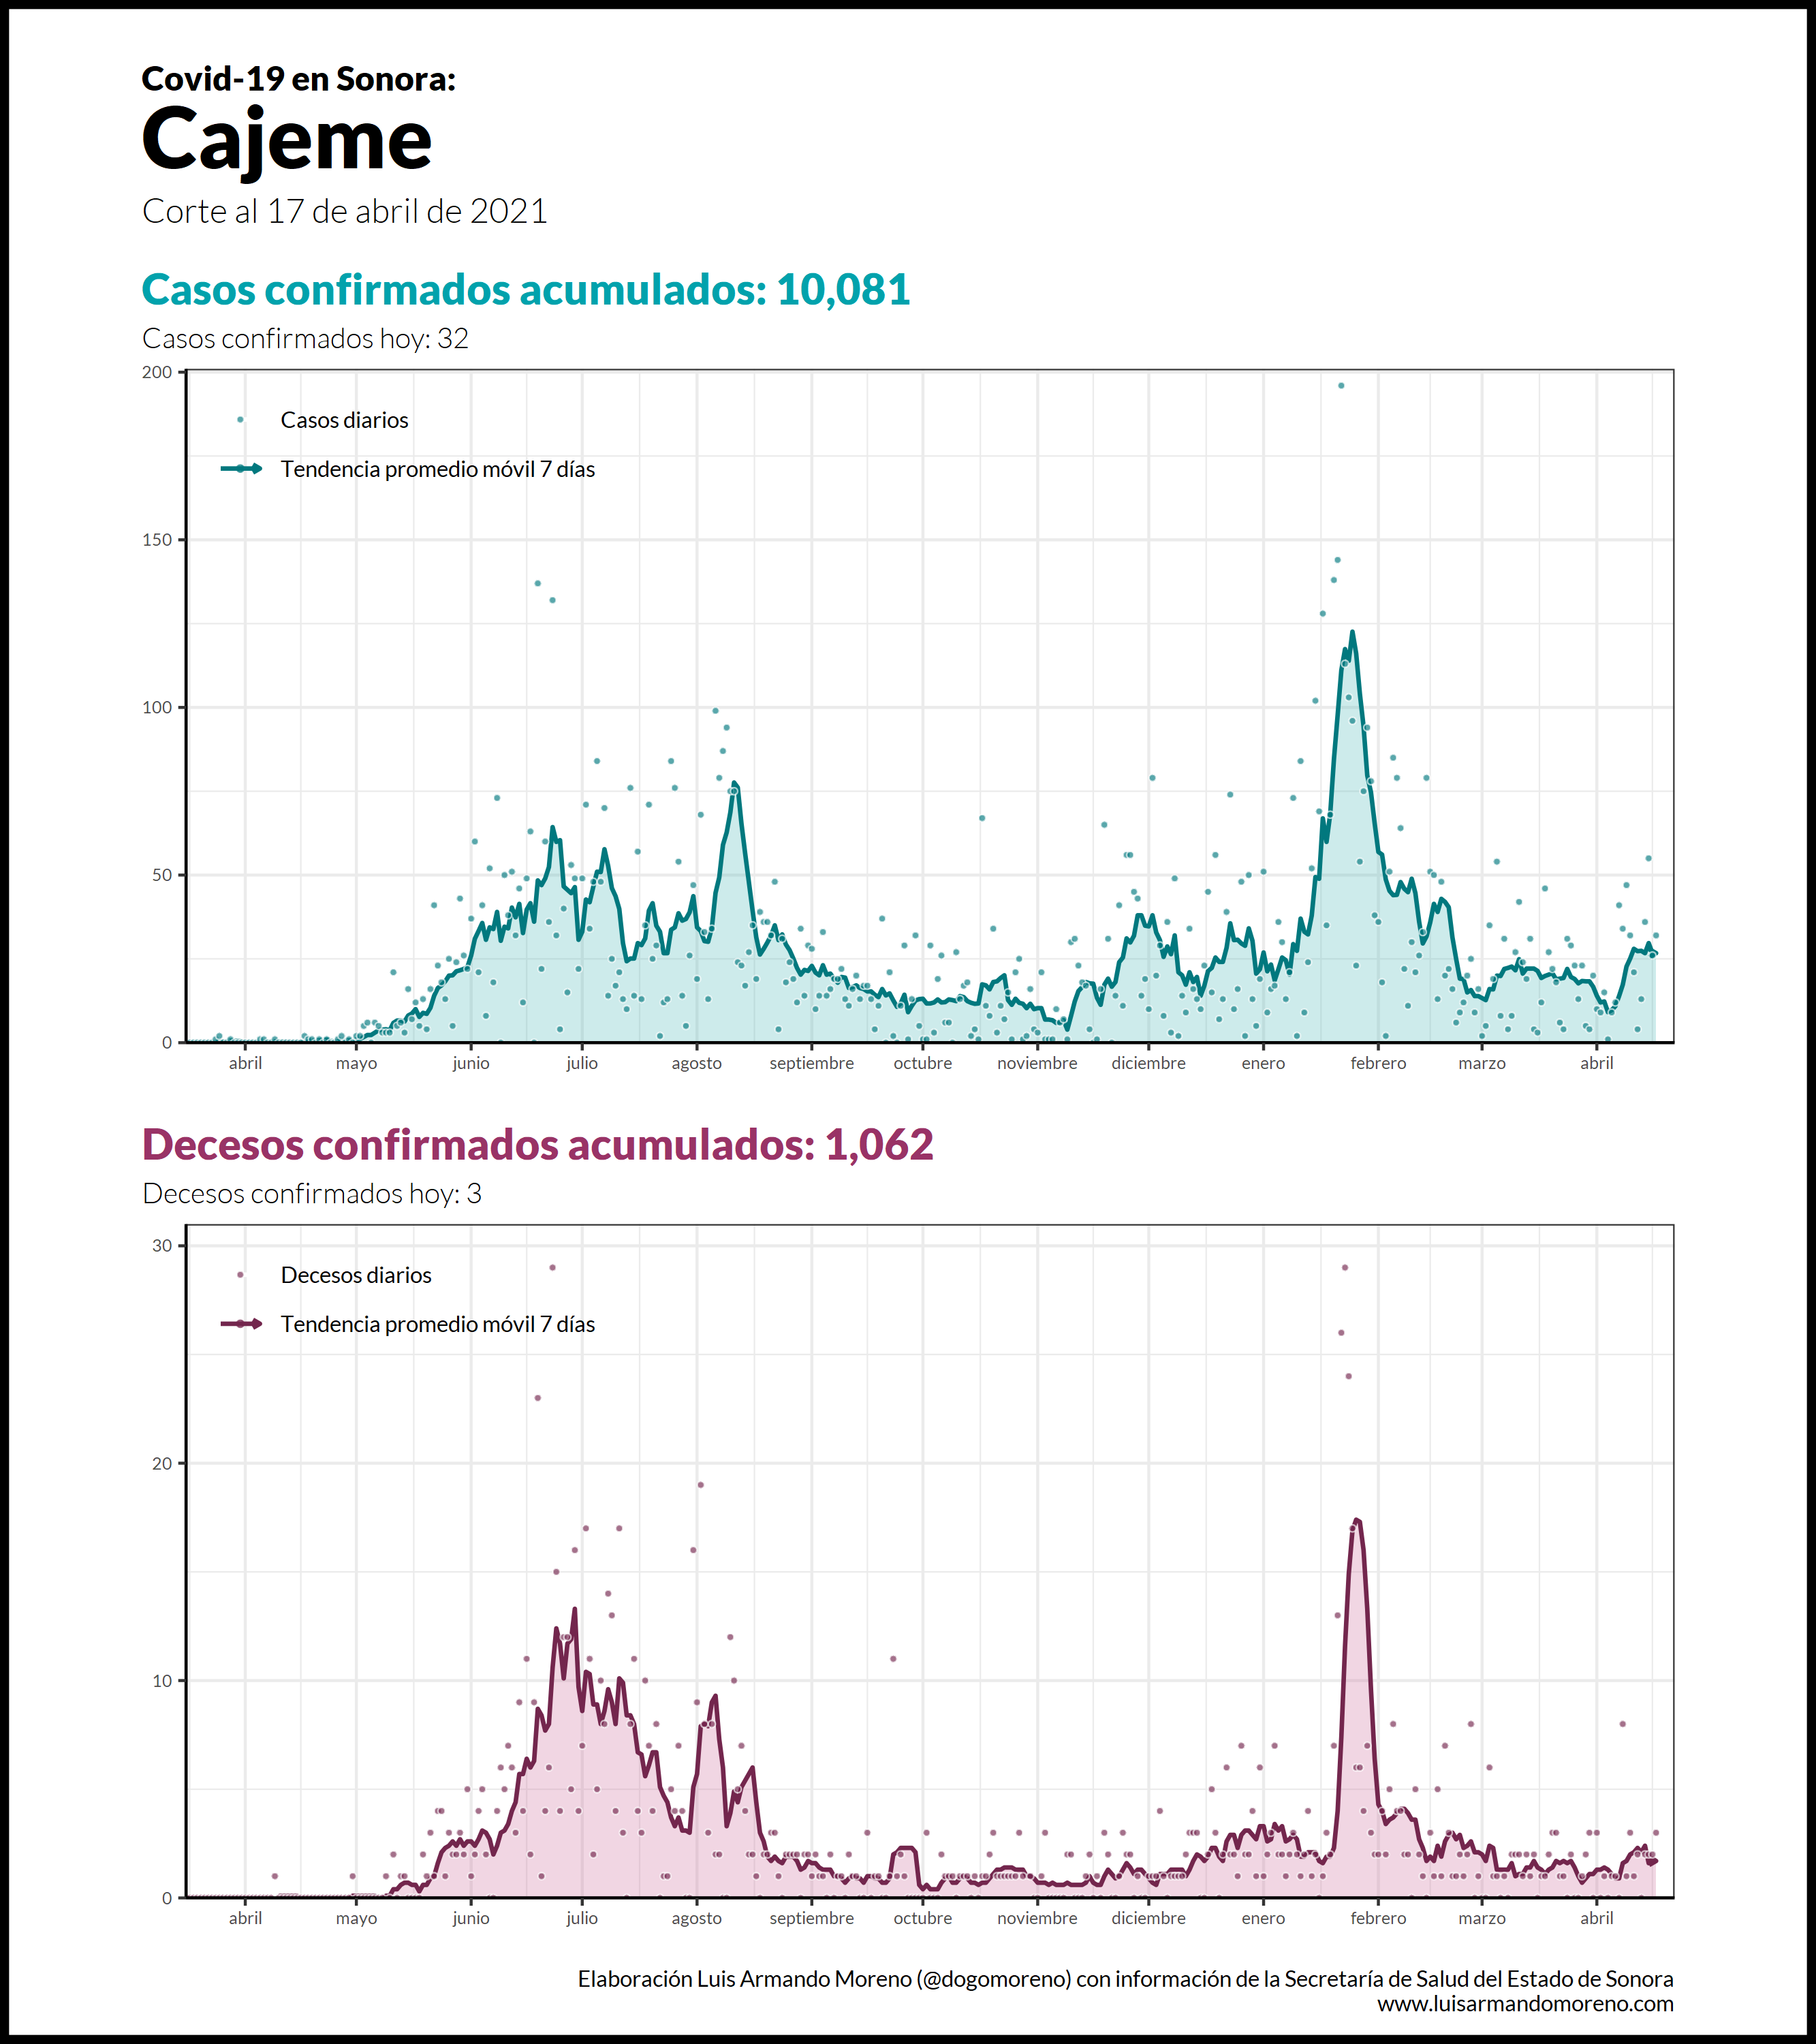 Covid-19 en Sonora:
Cajeme
Corte al 17 de abril de 2021
Casos confirmados acumulados: 10,081
Casos confirmados hoy: 32
200
150
100
50
0
Casos diarios
Tendencia promedio móvil 7 días
abril mayo junio julio agosto septiembre octubre noviembre diciembre enero febrero marzo abril
Decesos confirmados acumulados: 1,062
Decesos confirmados hoy: 3
30
20
10
0
Decesos diarios
Tendencia promedio móvil 7 días
abril mayo junio julio agosto septiembre octubre noviembre diciembre enero febrero marzo abril
Elaboración Luis Armando Moreno (@dogomoreno) con información de la Secretaría de Salud del Estado de Sonora
www.luisarmandomoreno.com